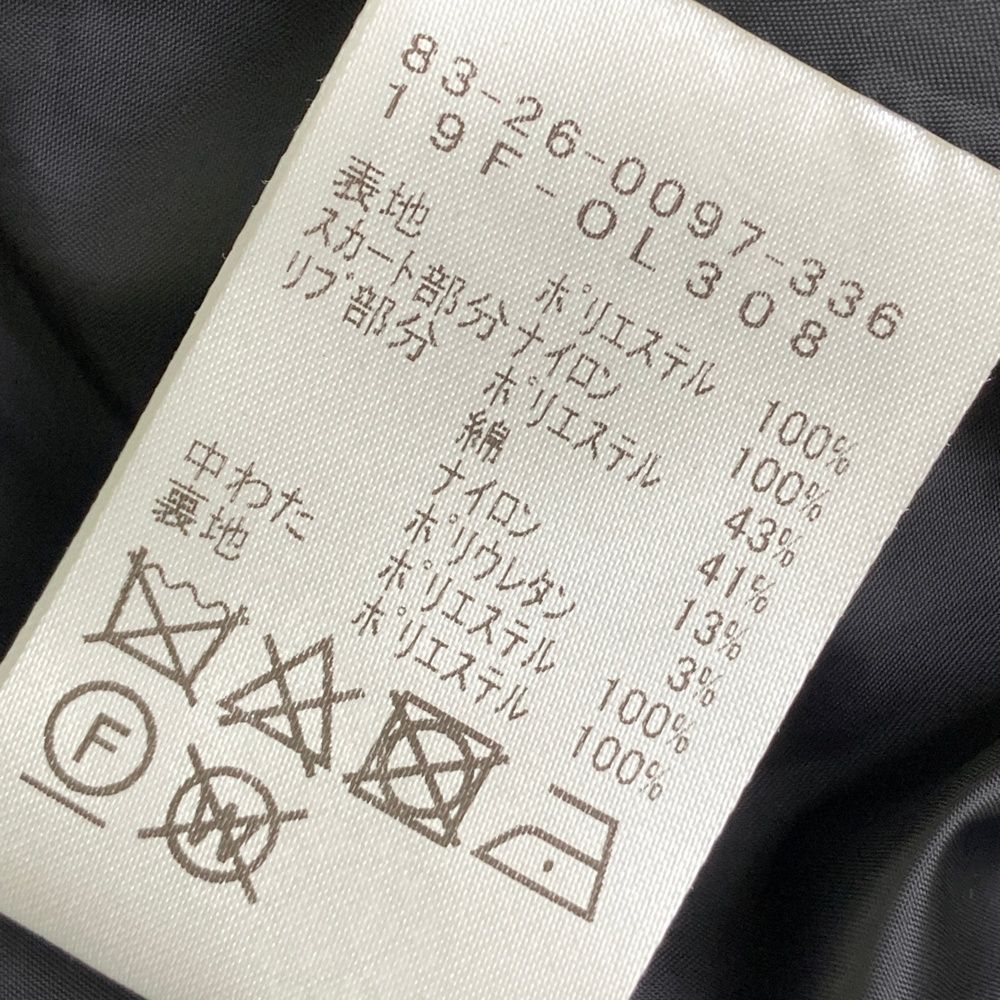 83-26-0097-336
19F-OL308
表地 ポリエステル 100%
スカート部分 ナイロン 100%
リブ部分 ポリエステル 43%
綿 41%
ナイロン 13%
ポリウレタン 3%
中わた ポリエステル 100%
裏地 ポリエステル 100%
F
W